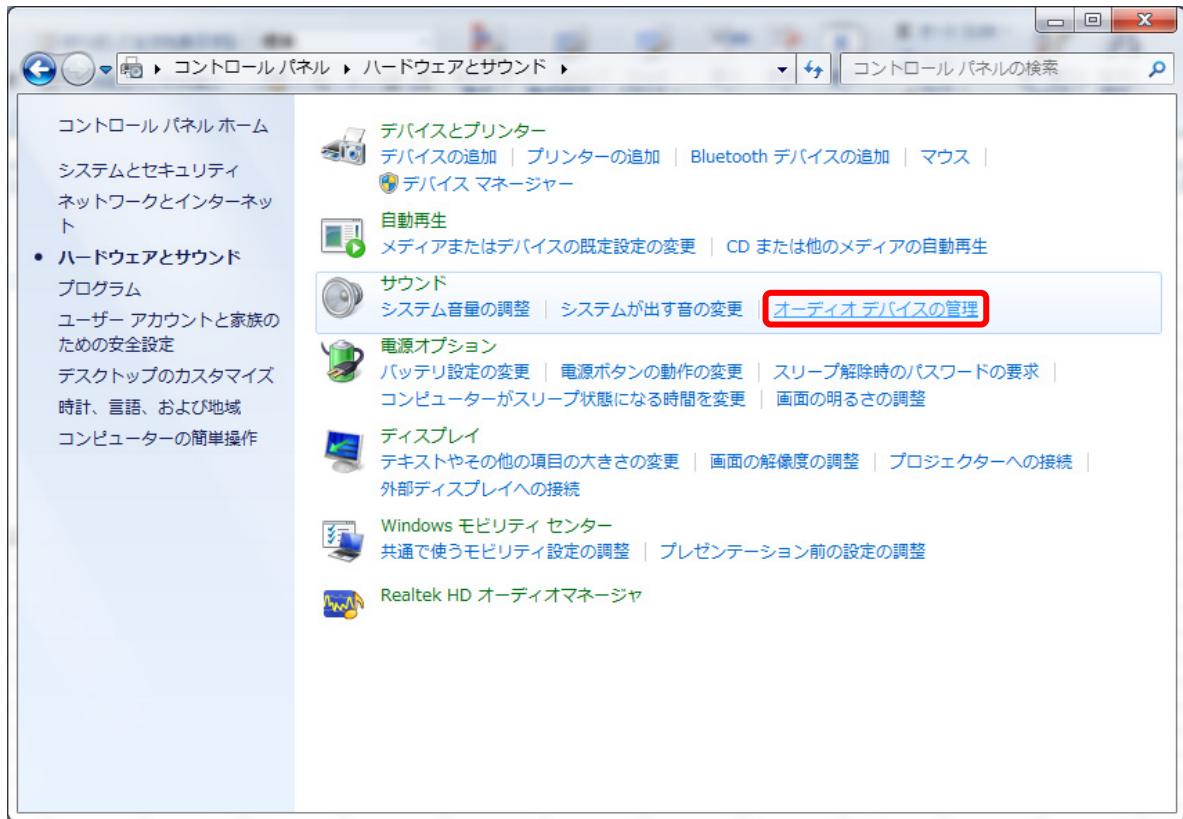 コントロール パネル ハードウェアとサウンド
コントロール パネルの検索
コントロール パネル ホーム
システムとセキュリティ
ネットワークとインターネッ
ト
ハードウェアとサウンド
プログラム
ユーザー アカウントと家族の
ための安全設定
デスクトップのカスタマイズ
時計、言語、および地域
コンピューターの簡単操作
デバイスとプリンター
デバイスの追加 | プリンターの追加 | Bluetooth デバイスの追加 | マウス |
デバイス マネージャー
自動再生
メディアまたはデバイスの既定設定の変更 | CD または他のメディアの自動再生
サウンド
システム音量の調整 | システムが出す音の変更 | オーディオ デバイスの管理
電源オプション
バッテリ設定の変更 | 電源ボタンの動作の変更 | スリープ解除時のパスワードの要求 |
コンピューターがスリープ状態になる時間を変更 | 画面の明るさの調整
ディスプレイ
テキストやその他の項目の大きさの変更 | 画面の解像度の調整 | プロジェクターへの接続 |
外部ディスプレイへの接続
Windows モビリティ センター
共通で使うモビリティ設定の調整 | プレゼンテーション前の設定の調整
Realtek HD オーディオマネージャ